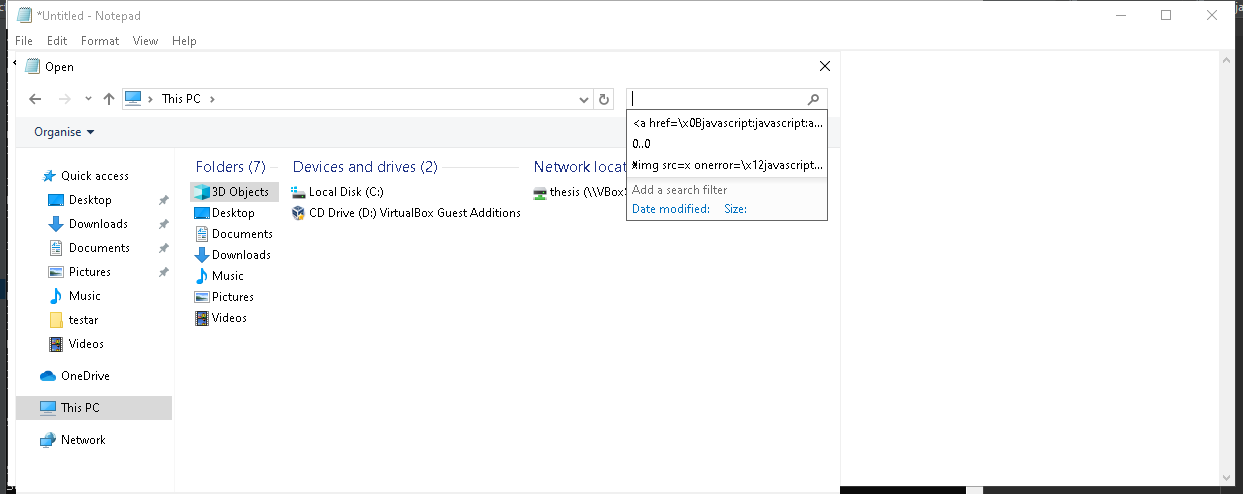 *Untitled - Notepad
File Edit Format View Help
Open
This PC
Organise
<a href=\x0Bjavascript:javascript:a...
0..0
img src=x onerror=\x12javascript...
Add a search filter
Date modified: Size:
Quick access
Desktop
Downloads
Documents
Pictures
Music
testar
Videos
OneDrive
This PC
Network
Folders (7)
3D Objects
Desktop
Documents
Downloads
Music
Pictures
Videos
Devices and drives (2)
Local Disk (C:)
CD Drive (D:) VirtualBox Guest Additions
Network locat
thesis (\\VBox